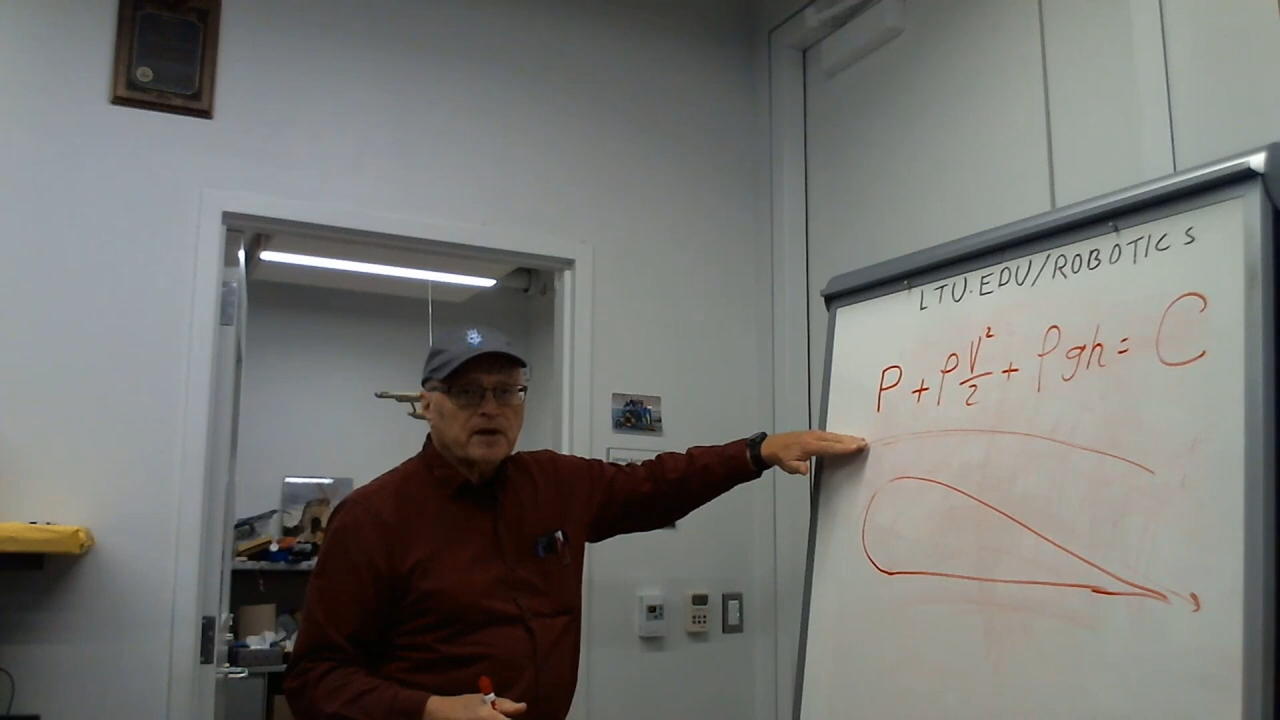 LTU.EDU/ROBOTICS
P + ρ V²/2 + ρgh = C